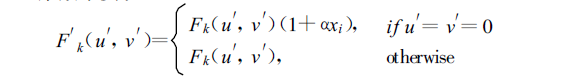 F'ₖ(u', v')={ Fₖ(u', v')(1+αxᵢ), if u'= v'=0
Fₖ(u', v'), otherwise